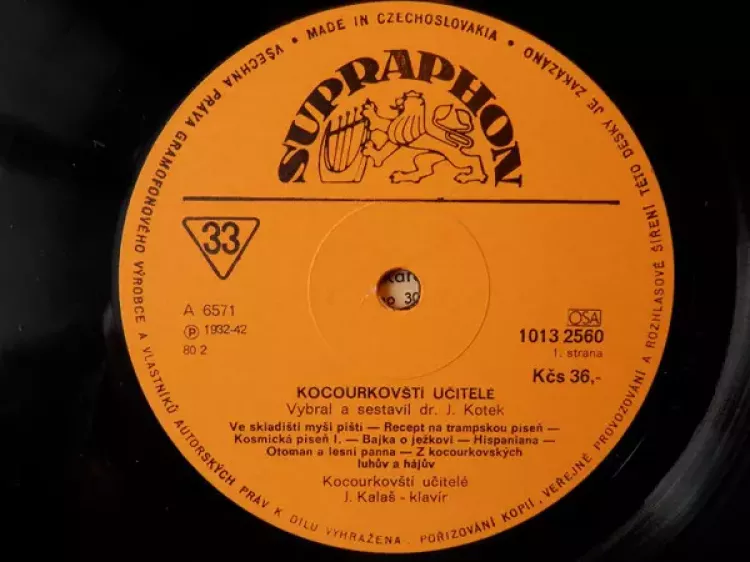 VŠECHNA PRÁVA GRAMOFONOVÉHO VÝROBCE A VLASTNÍKŮ AUTORSKÝCH PRÁV K DÍLU VYHRAŽENA. POŘIZOVÁNÍ KOPIÍ, VEŘEJNÉ PROVOZOVÁNÍ A ROZHLASOVÉ ŠÍŘENÍ TÉTO DESKY JE ZAKÁZÁNO • MADE IN CZECHOSLOVAKIA •
SUPRAPHON
33
A 6571
Ⓟ 1932-42
80 2
OSA
1013 2560
1. strana
Kčs 36,-
KOCOURKOVŠTÍ UČITELÉ
Vybral a sestavil dr. J. Kotek
Ve skladišti myši piští — Recept na trampskou píseň —
Kosmická píseň I. — Bajka o ježkovi — Hispaniana —
Otoman a lesní panna — Z kocourkovských
luhův a hájův
Kocourkovští učitelé
J. Kalaš - klavír